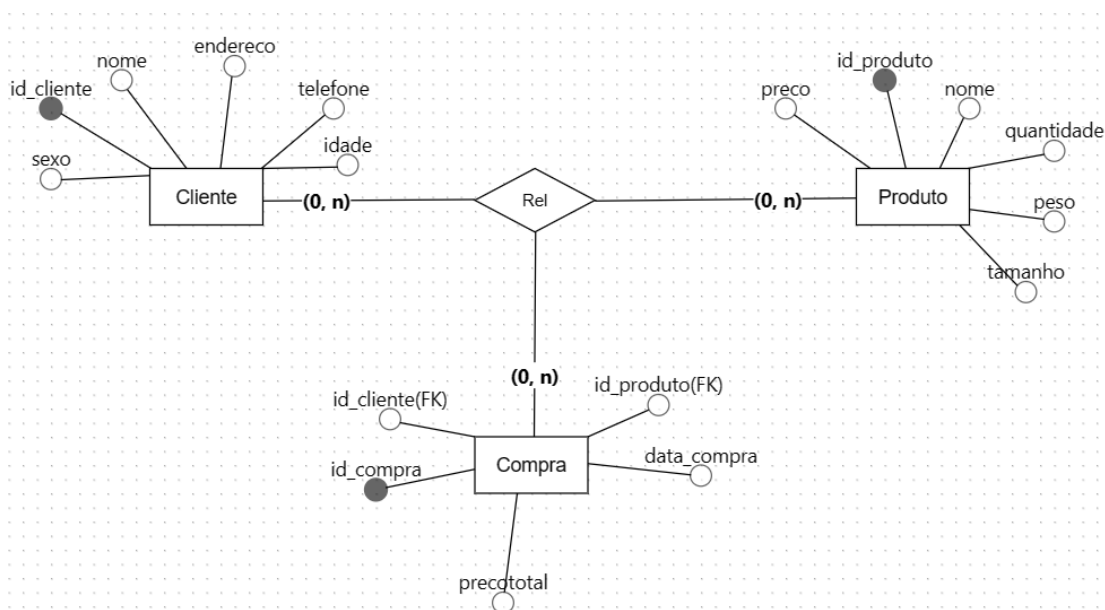 endereco
nome
id_cliente
telefone
idade
sexo
Cliente
(0, n)
Rel
(0, n)
id_produto
preco
nome
quantidade
Produto
peso
tamanho
(0, n)
id_cliente(FK)
id_produto(FK)
id_compra
Compra
data_compra
precototal